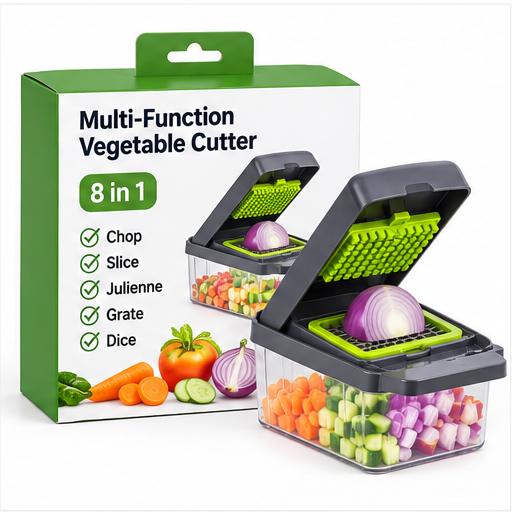 Multi-Function
Vegetable Cutter
8 in 1
Chop
Slice
Julienne
Grate
Dice